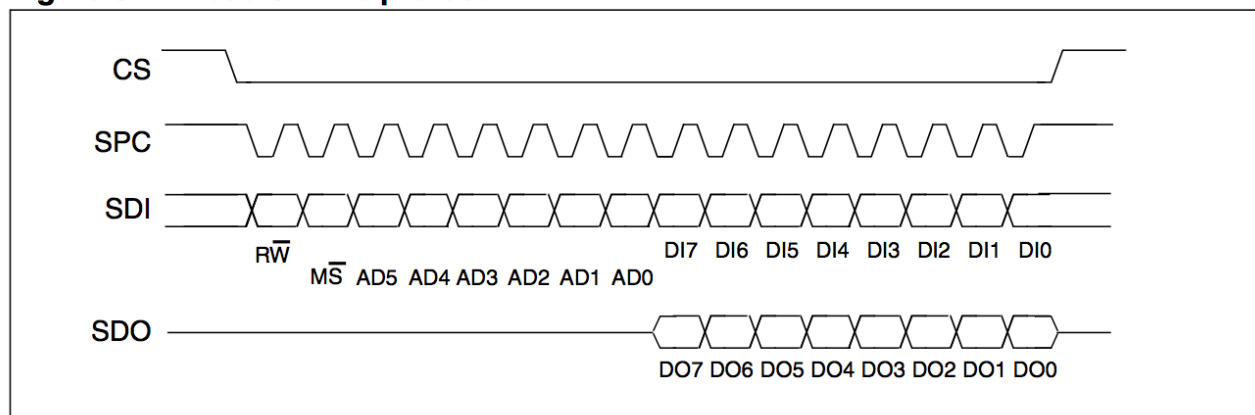 CS
SPC
SDI
RW̅ DI7 DI6 DI5 DI4 DI3 DI2 DI1 DI0
MS̅ AD5 AD4 AD3 AD2 AD1 AD0
SDO
DO7 DO6 DO5 DO4 DO3 DO2 DO1 DO0